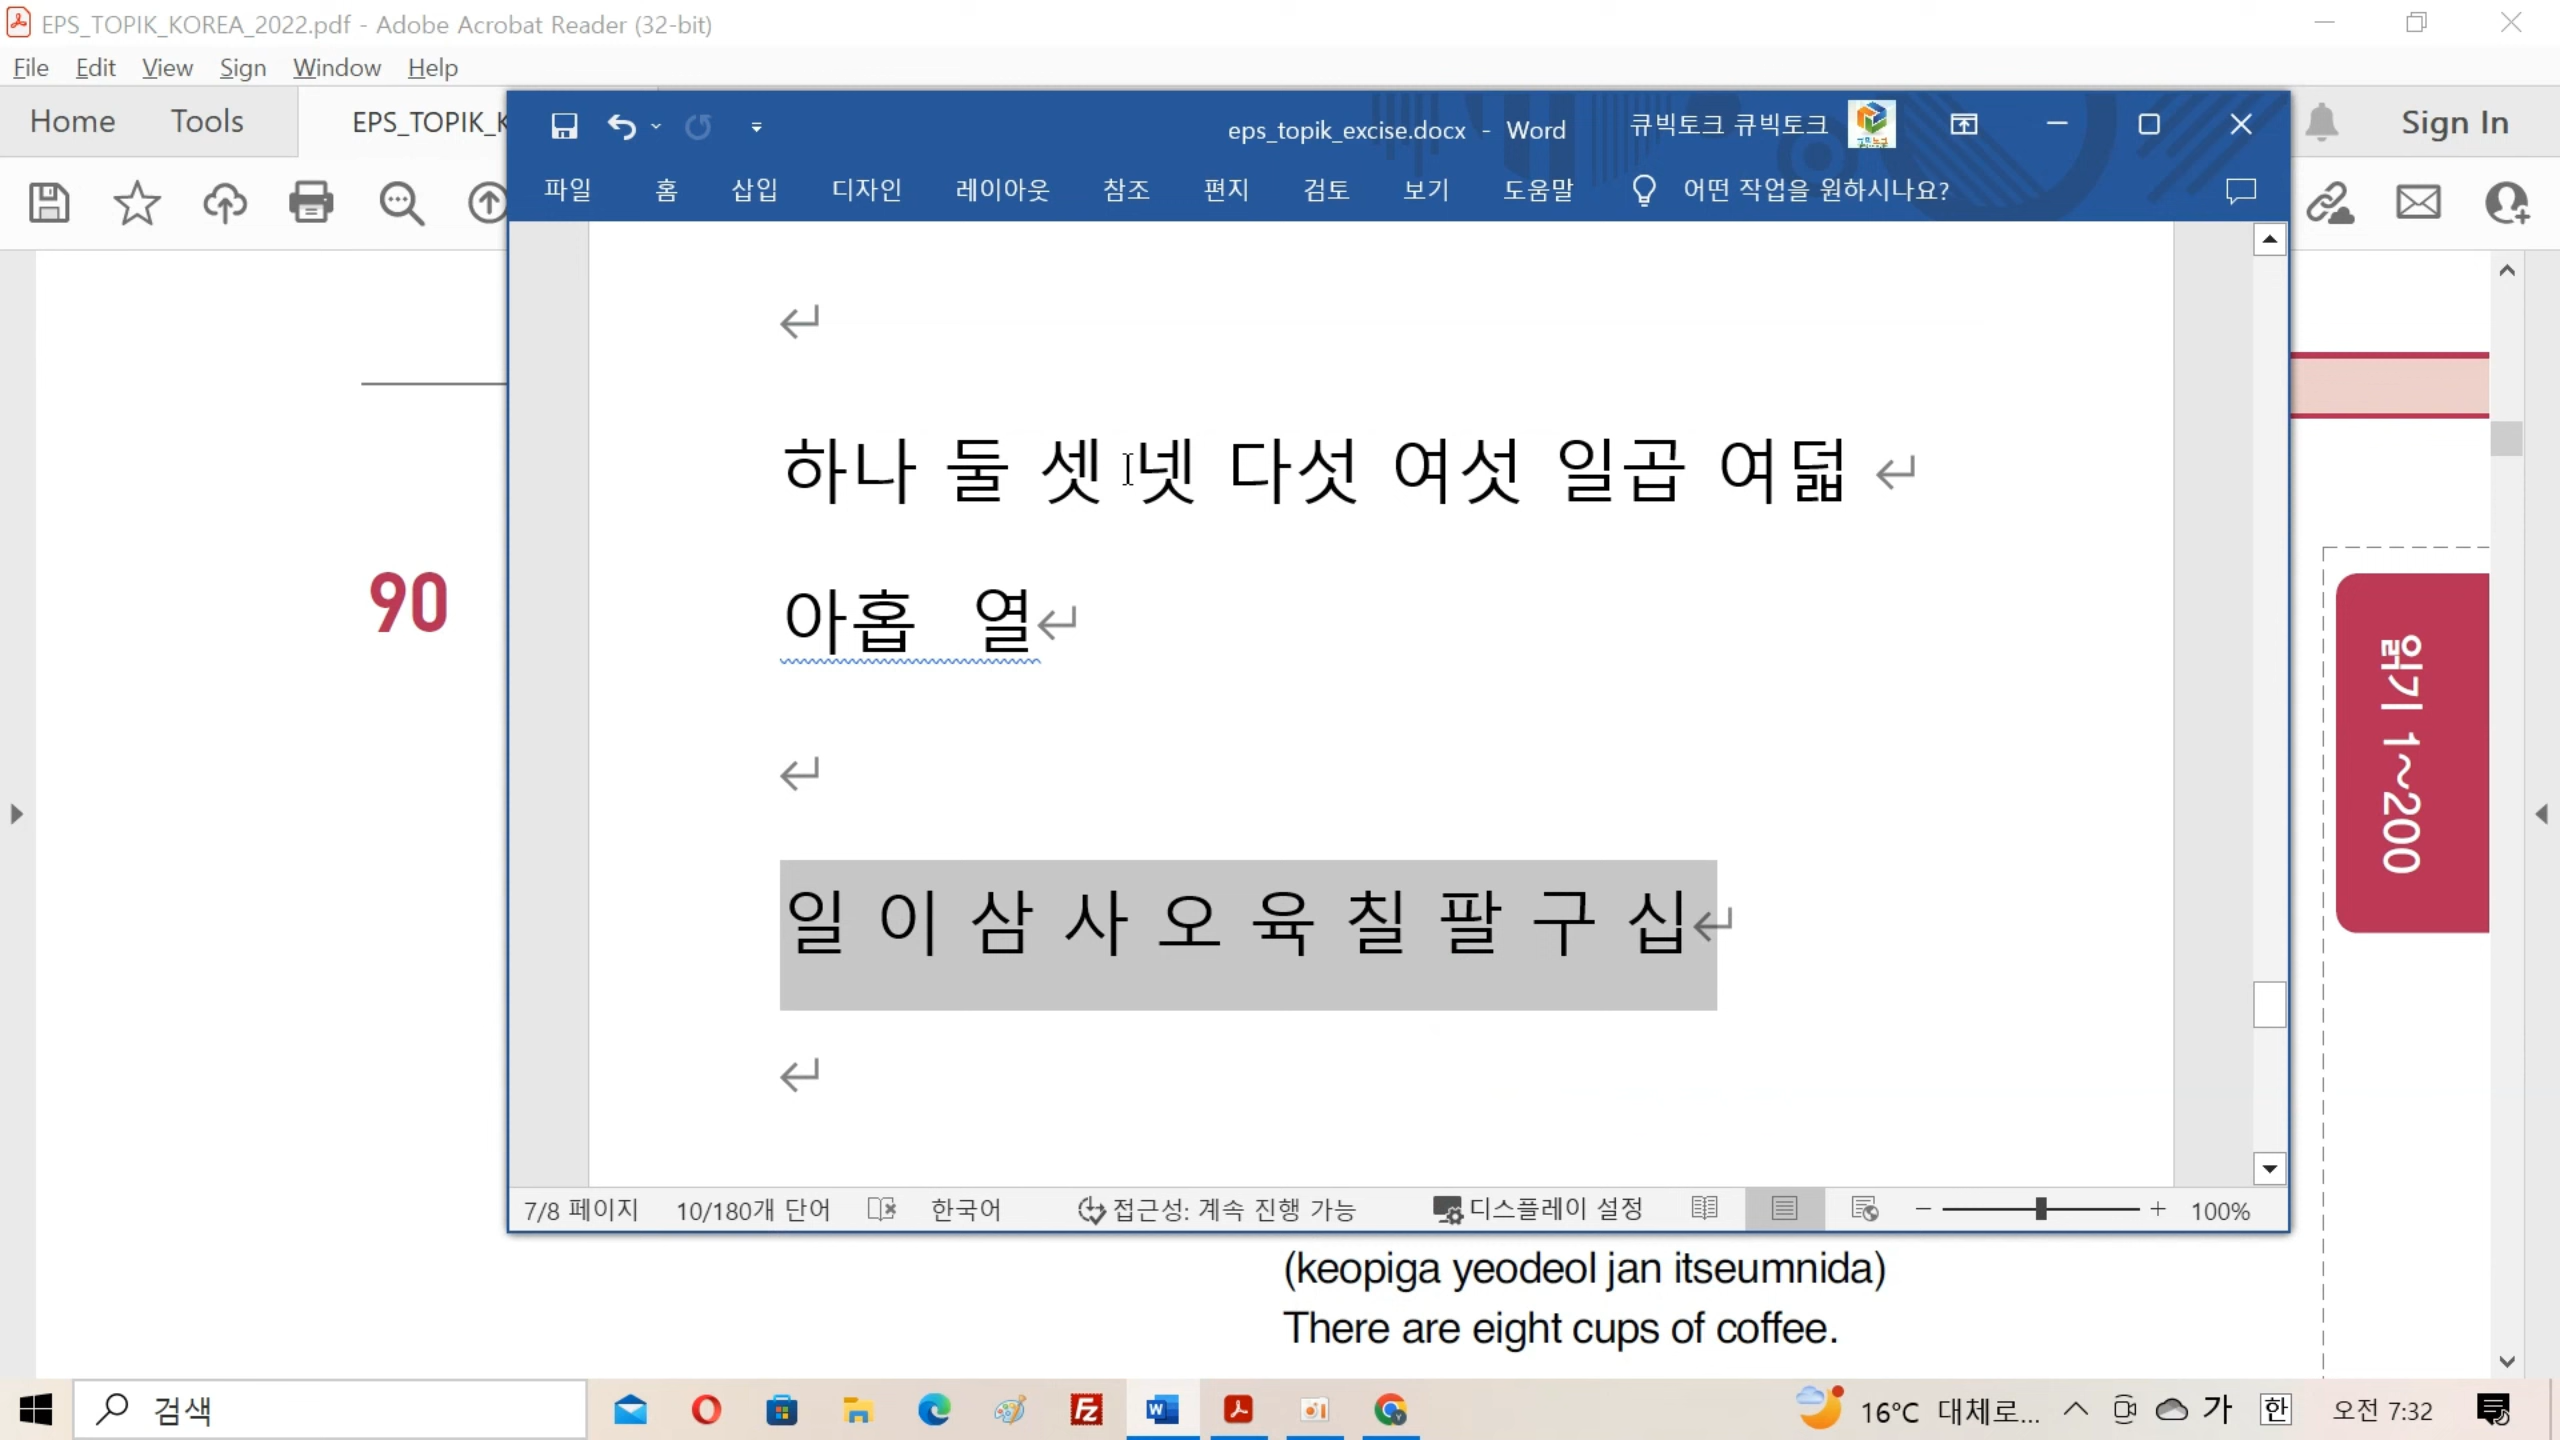 EPS_TOPIK_KOREA_2022.pdf - Adobe Acrobat Reader (32-bit)
File Edit View Sign Window Help
Home Tools EPS_TOPIK_K
Sign In
eps_topik_excise.docx - Word 큐빅토크 큐빅토크
파일 홈 삽입 디자인 레이아웃 참조 편지 검토 보기 도움말 어떤 작업을 원하시나요?
하나 둘 셋 넷 다섯 여섯 일곱 여덟
아홉 열
90
읽기 1~200
일 이 삼 사 오 육 칠 팔 구 십
7/8 페이지 10/180개 단어 한국어 접근성: 계속 진행 가능 디스플레이 설정 100%
(keopiga yeodeol jan itseumnida)
There are eight cups of coffee.
검색 16°C 대체로... 가 한 오전 7:32